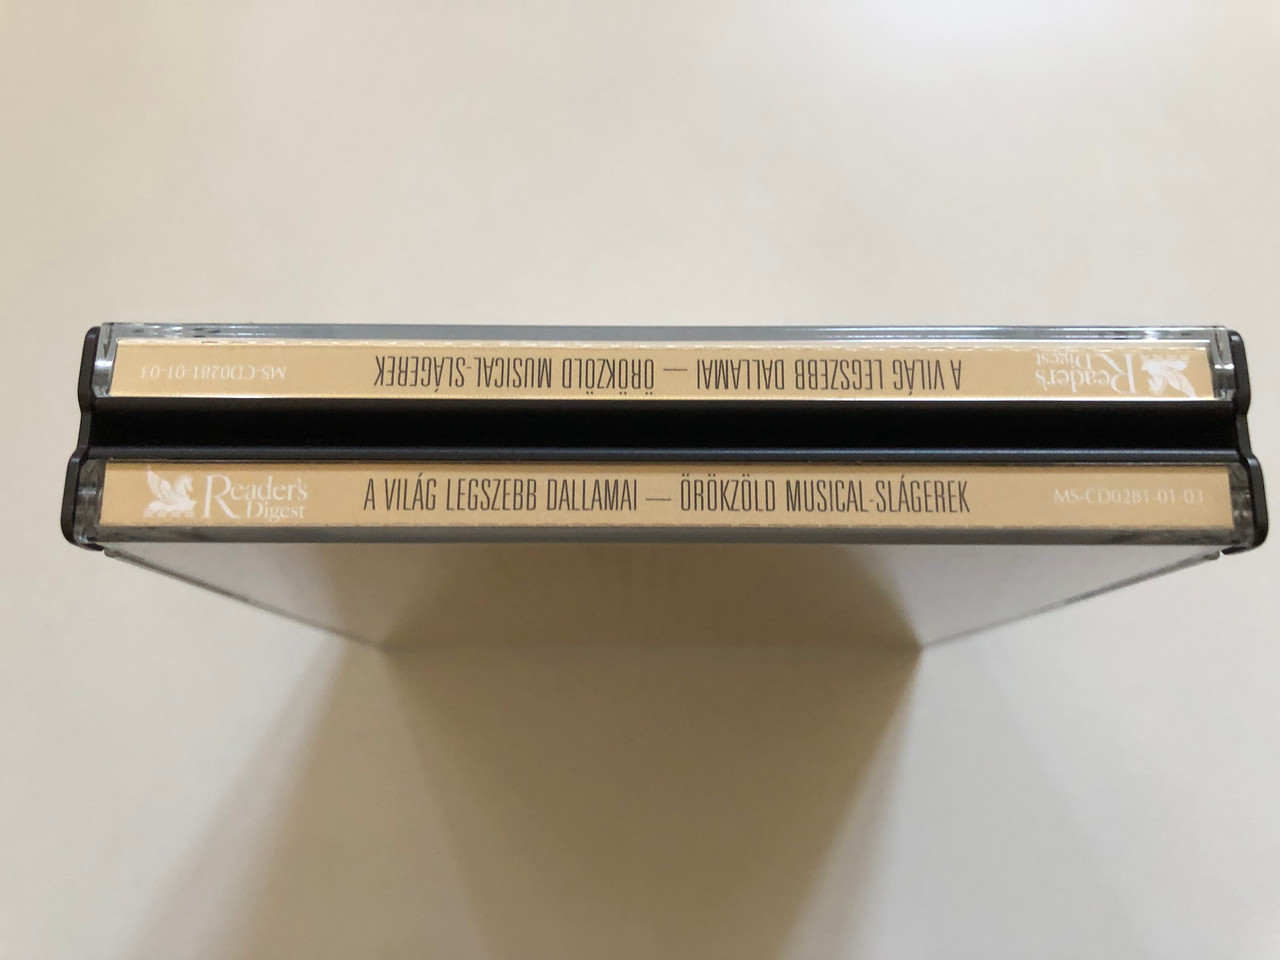 Reader's Digest A VILÁG LEGSZEBB DALLAMAI — ÖRÖKZÖLD MUSICAL-SLÁGEREK MS-CD0281-01-03
Reader's Digest A VILÁG LEGSZEBB DALLAMAI — ÖRÖKZÖLD MUSICAL-SLÁGEREK MS-CD0281-01-03